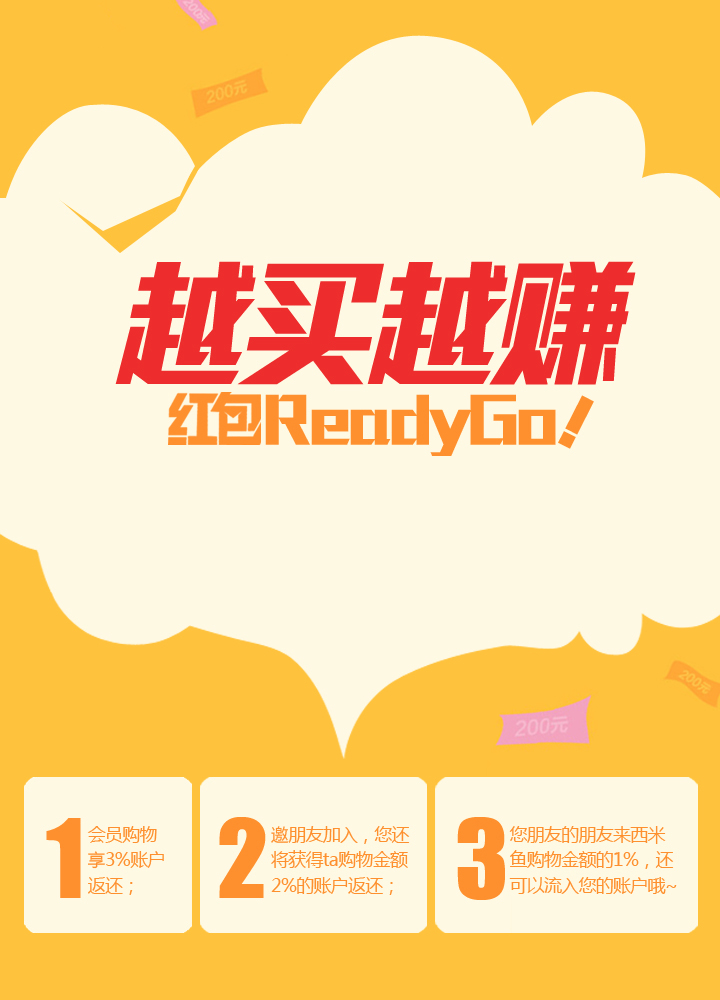 200元
200元
越买越赚
红包ReadyGo!
200元
200元
1
会员购物
享3%账户
返还；
2
邀朋友加入，您还
将获得ta购物金额
2%的账户返还；
3
您朋友的朋友来西米
鱼购物金额的1%，还
可以流入您的账户哦~